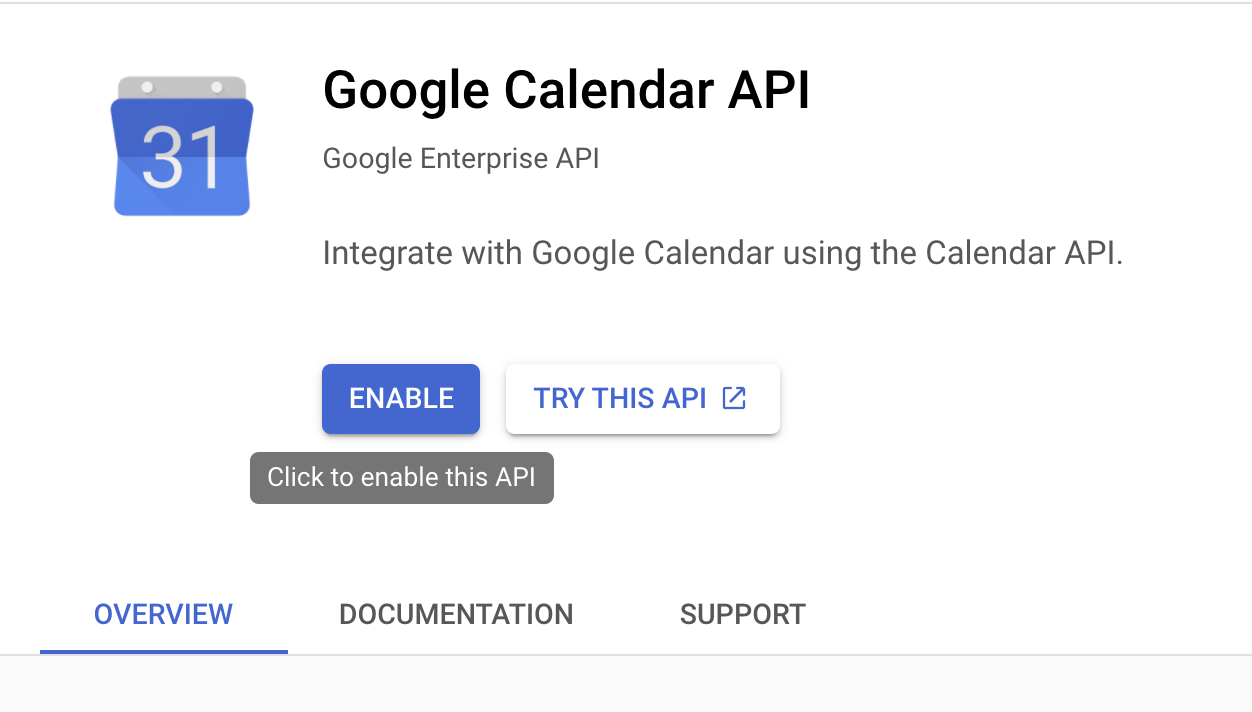 31
Google Calendar API
Google Enterprise API
Integrate with Google Calendar using the Calendar API.
ENABLE TRY THIS API
Click to enable this API
OVERVIEW DOCUMENTATION SUPPORT